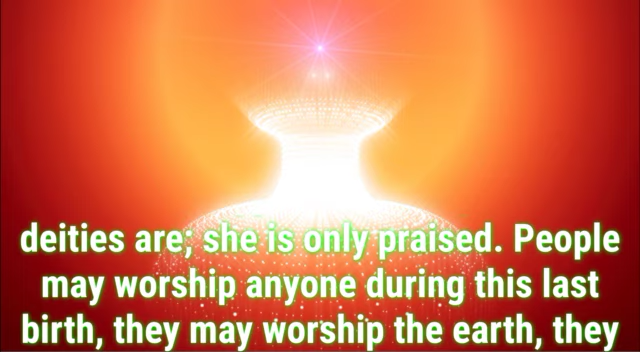 deities are; she is only praised. People
may worship anyone during this last
birth, they may worship the earth, they